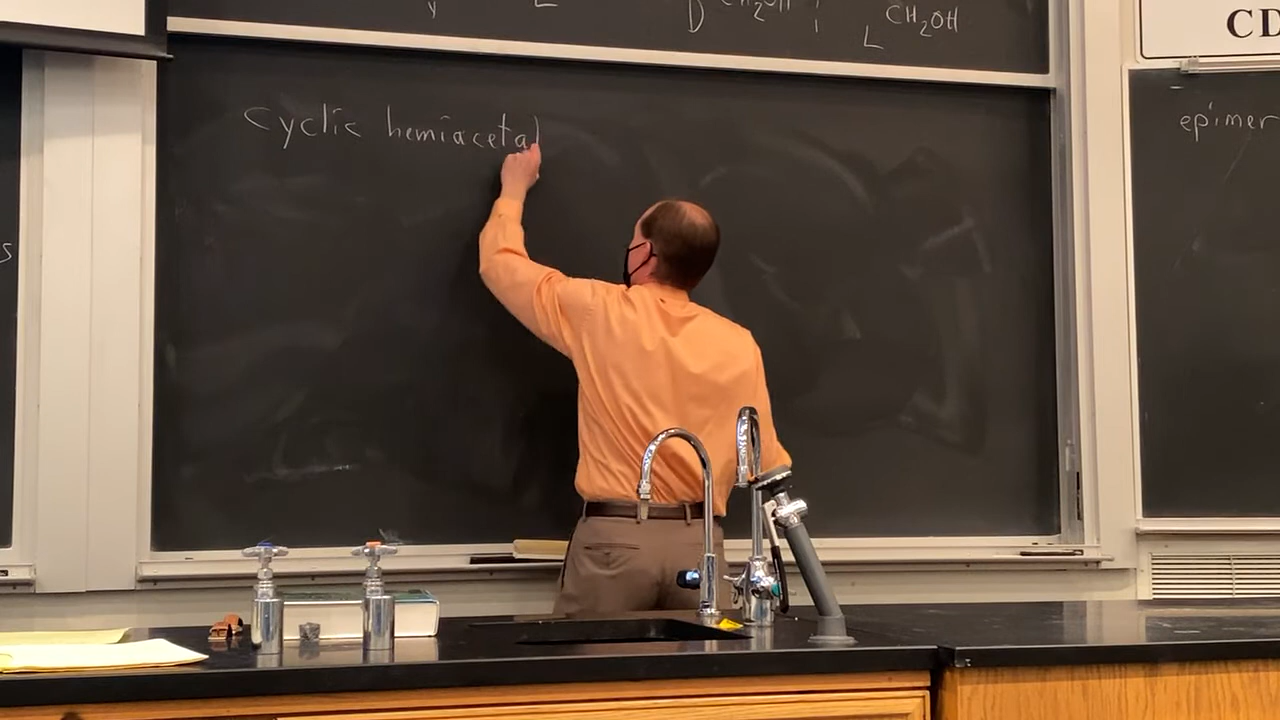 CH₂OH
D
CH₂OH
L
CD
epimer
cyclic hemiacetal
s